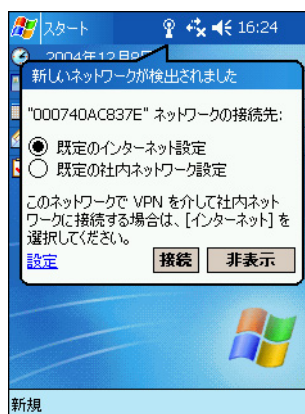 スタート 16:24
2004年12月9日
新しいネットワークが検出されました
"000740AC837E" ネットワークの接続先:
既定のインターネット設定
既定の社内ネットワーク設定
このネットワークで VPN を介して社内ネット
ワークに接続する場合は、[インターネット] を
選択してください。
設定 接続 非表示
新規